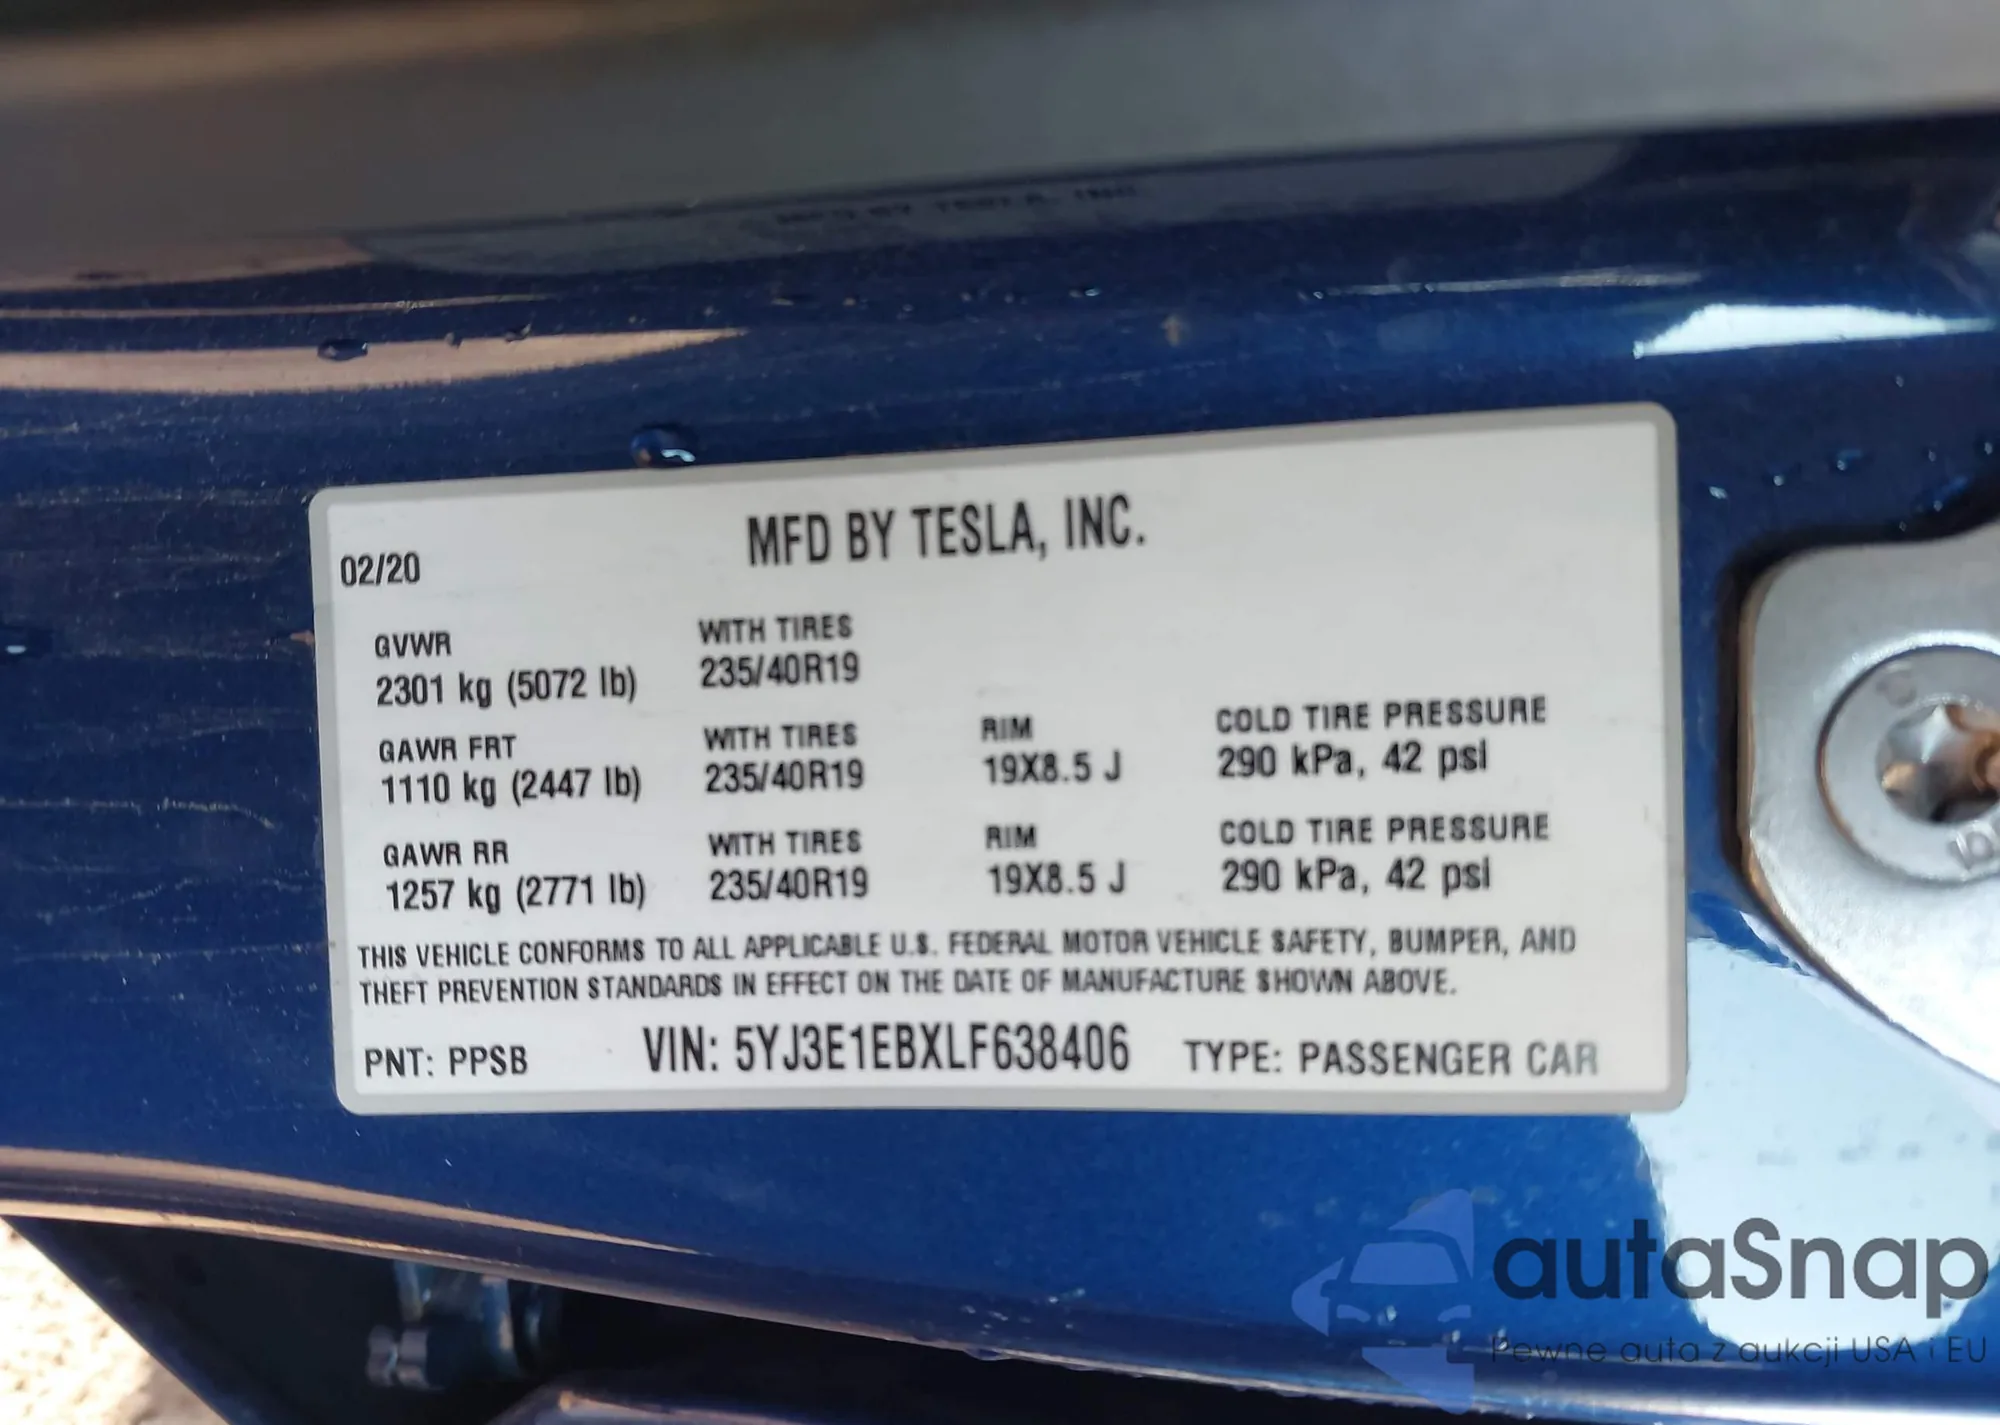 MFD BY TESLA, INC.
02/20
GVWR WITH TIRES
2301 kg (5072 lb) 235/40R19
GAWR FRT WITH TIRES RIM COLD TIRE PRESSURE
1110 kg (2447 lb) 235/40R19 19X8.5 J 290 kPa, 42 psi
GAWR RR WITH TIRES RIM COLD TIRE PRESSURE
1257 kg (2771 lb) 235/40R19 19X8.5 J 290 kPa, 42 psi
THIS VEHICLE CONFORMS TO ALL APPLICABLE U.S. FEDERAL MOTOR VEHICLE SAFETY, BUMPER, AND
THEFT PREVENTION STANDARDS IN EFFECT ON THE DATE OF MANUFACTURE SHOWN ABOVE.
PNT: PPSB VIN: 5YJ3E1EBXLF638406 TYPE: PASSENGER CAR
autaSnap
Pewne auta z aukcji USA i EU